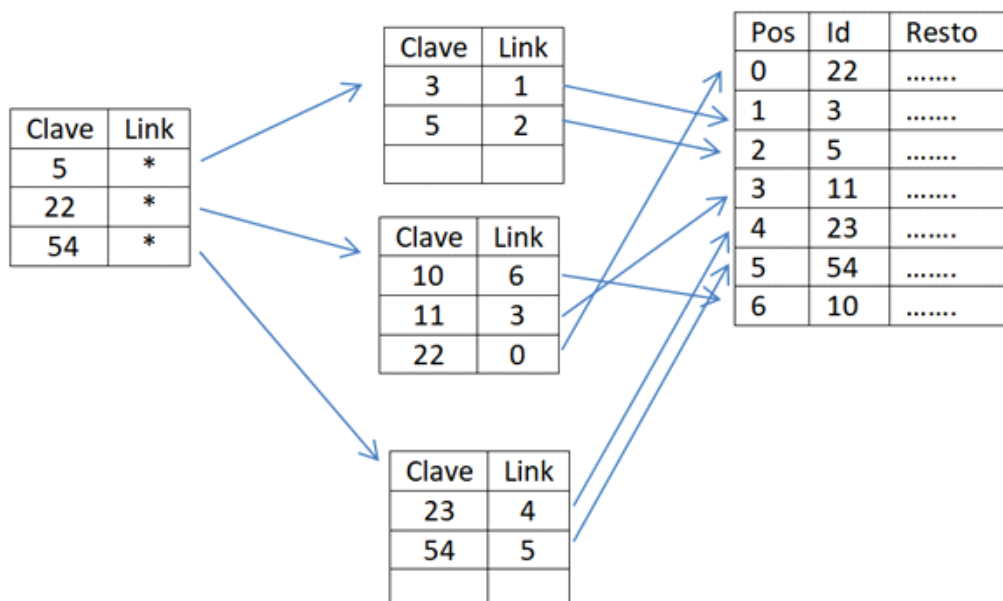 Clave Link
5 *
22 *
54 *
Clave Link
3 1
5 2
Clave Link
10 6
11 3
22 0
Clave Link
23 4
54 5
Pos Id Resto
0 22 …….
1 3 …….
2 5 …….
3 11 …….
4 23 …….
5 54 …….
6 10 …….